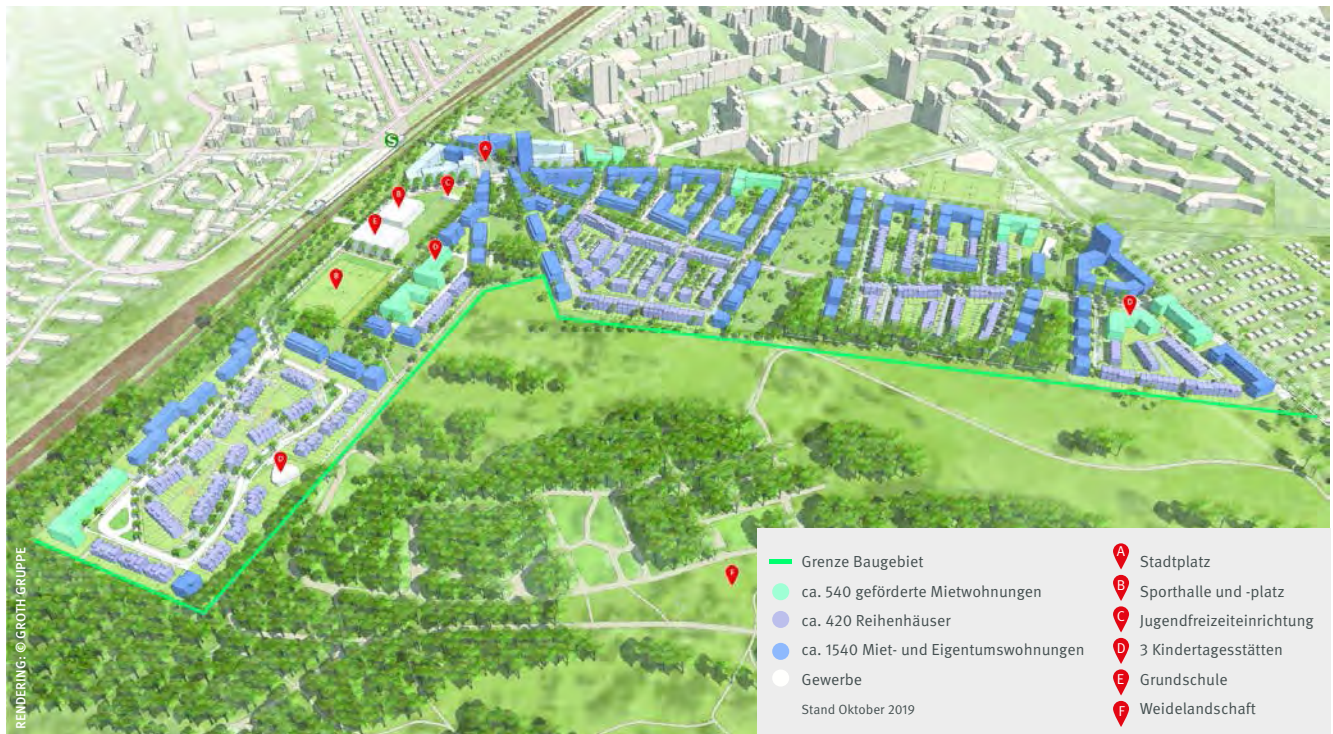 S
A
B
C
E
D
B
D
D
F
RENDERING: © GROTH GRUPPE
Grenze Baugebiet
ca. 540 geförderte Mietwohnungen
ca. 420 Reihenhäuser
ca. 1540 Miet- und Eigentumswohnungen
Gewerbe
Stand Oktober 2019
A Stadtplatz
B Sporthalle und -platz
C Jugendfreizeiteinrichtung
D 3 Kindertagesstätten
E Grundschule
F Weidelandschaft